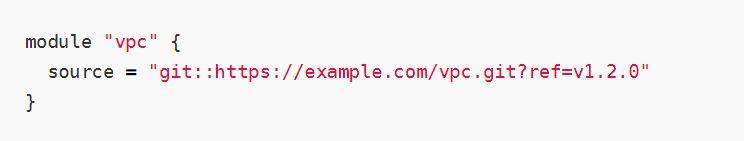 module "vpc" {
  source = "git::https://example.com/vpc.git?ref=v1.2.0"
}